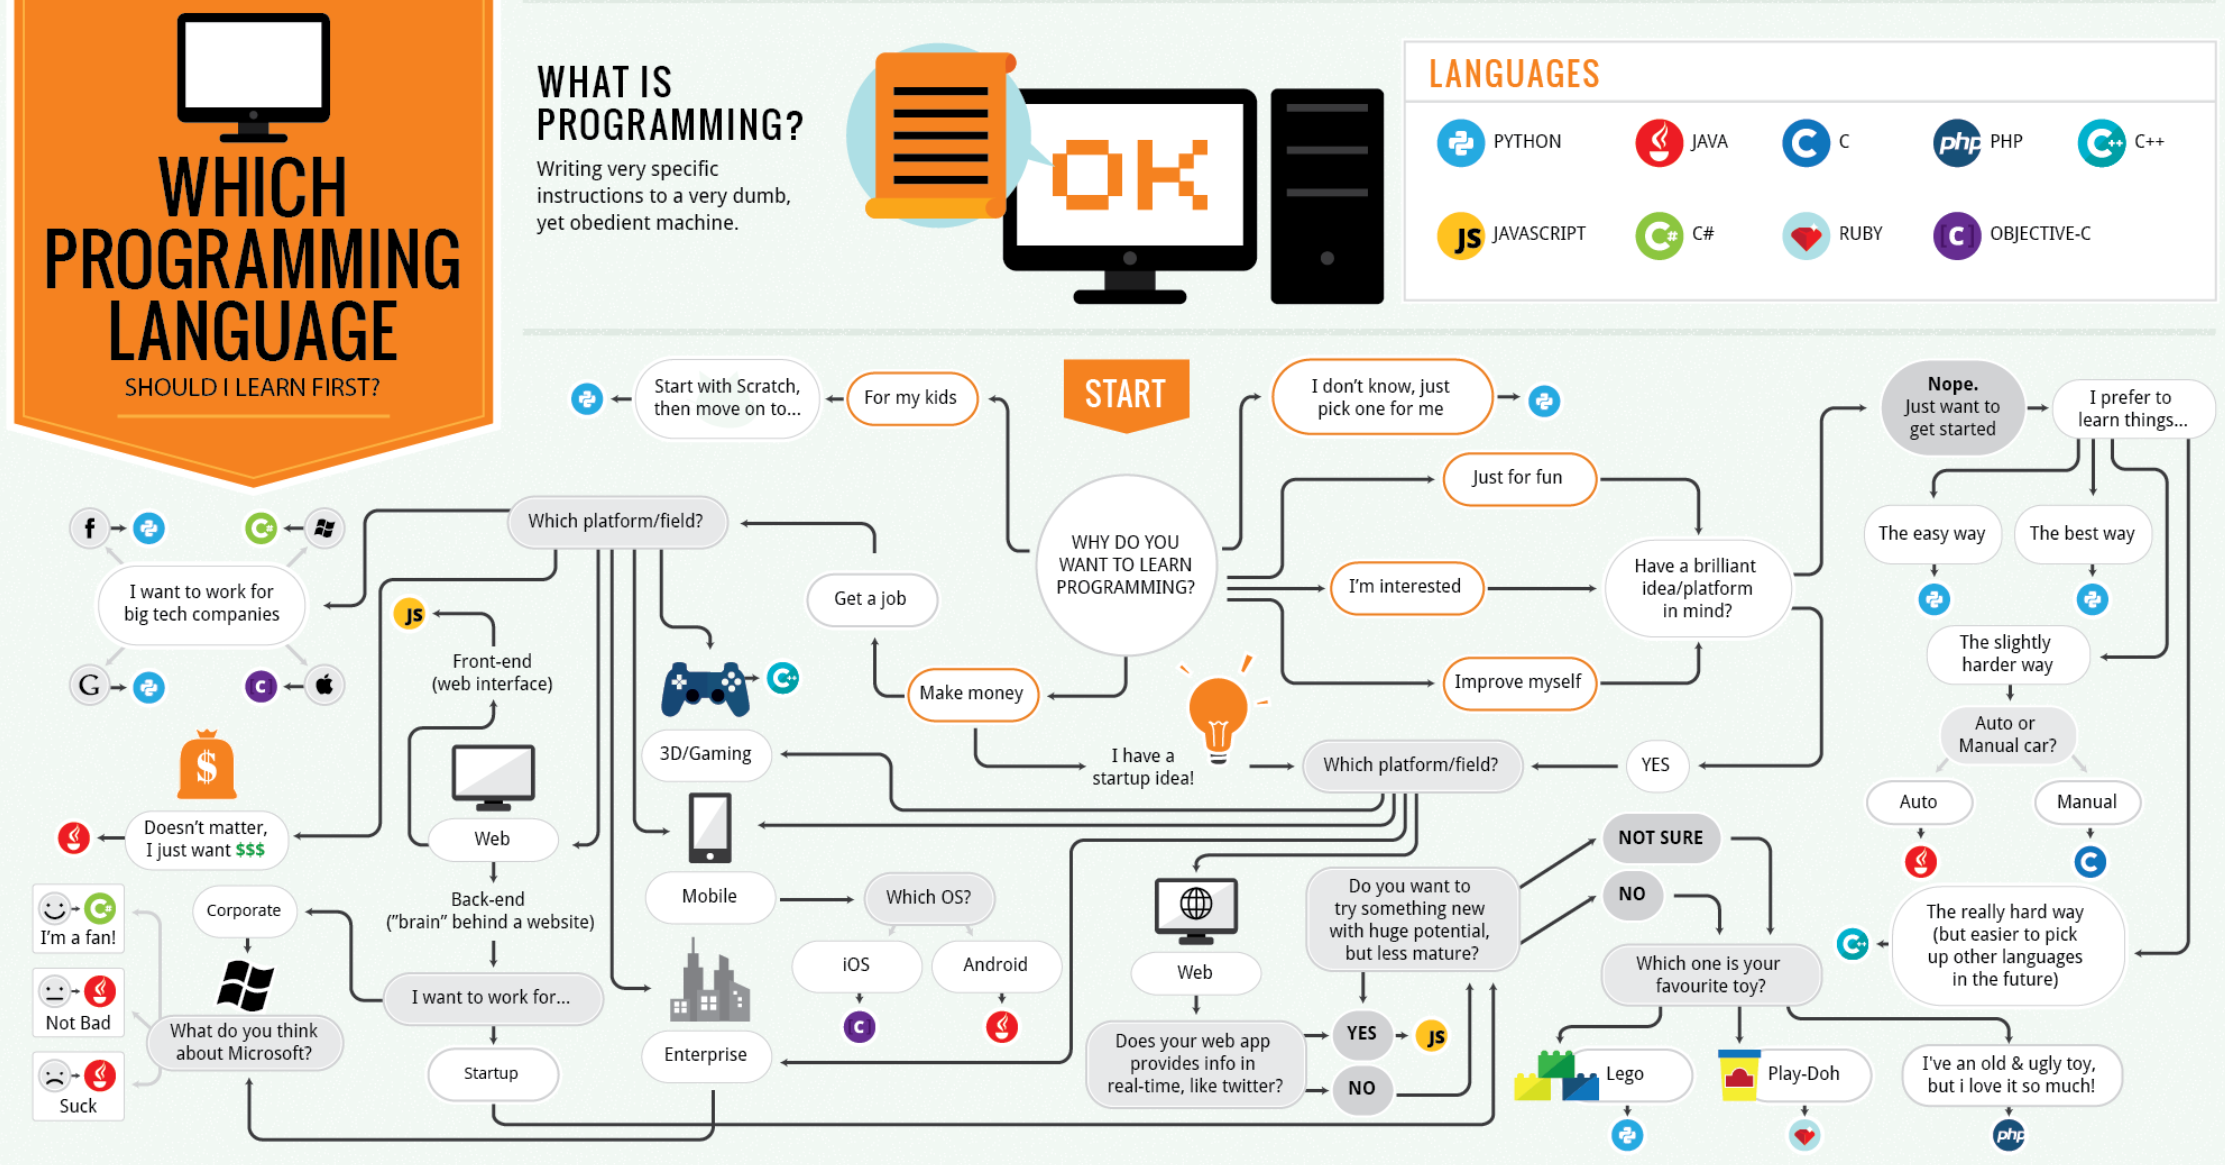 WHICH
PROGRAMMING
LANGUAGE
SHOULD I LEARN FIRST?
WHAT IS
PROGRAMMING?
Writing very specific
instructions to a very dumb,
yet obedient machine.
OK
LANGUAGES
PYTHON
JAVA
C
C
php
PHP
C++
C++
JS
JAVASCRIPT
C#
C#
RUBY
[C]
OBJECTIVE-C
START
WHY DO YOU
WANT TO LEARN
PROGRAMMING?
For my kids
Start with Scratch,
then move on to...
I don't know, just
pick one for me
Just for fun
I'm interested
Improve myself
Have a brilliant
idea/platform
in mind?
Nope.
Just want to
get started
I prefer to
learn things...
The easy way
The best way
The slightly
harder way
Auto or
Manual car?
Auto
Manual
C
The really hard way
(but easier to pick
up other languages
in the future)
C++
YES
Which platform/field?
Make money
I have a
startup idea!
Get a job
Which platform/field?
I want to work for
big tech companies
f
C#
G
[C]
$
Doesn't matter,
I just want $$$
JS
Front-end
(web interface)
Web
Back-end
("brain" behind a website)
I want to work for...
Corporate
Startup
What do you think
about Microsoft?
C#
I'm a fan!
Not Bad
Suck
C++
3D/Gaming
Mobile
Which OS?
iOS
Android
[C]
Enterprise
Web
Does your web app
provides info in
real-time, like twitter?
YES
JS
NO
Do you want to
try something new
with huge potential,
but less mature?
NOT SURE
NO
Which one is your
favourite toy?
Lego
Play-Doh
I've an old & ugly toy,
but i love it so much!
php